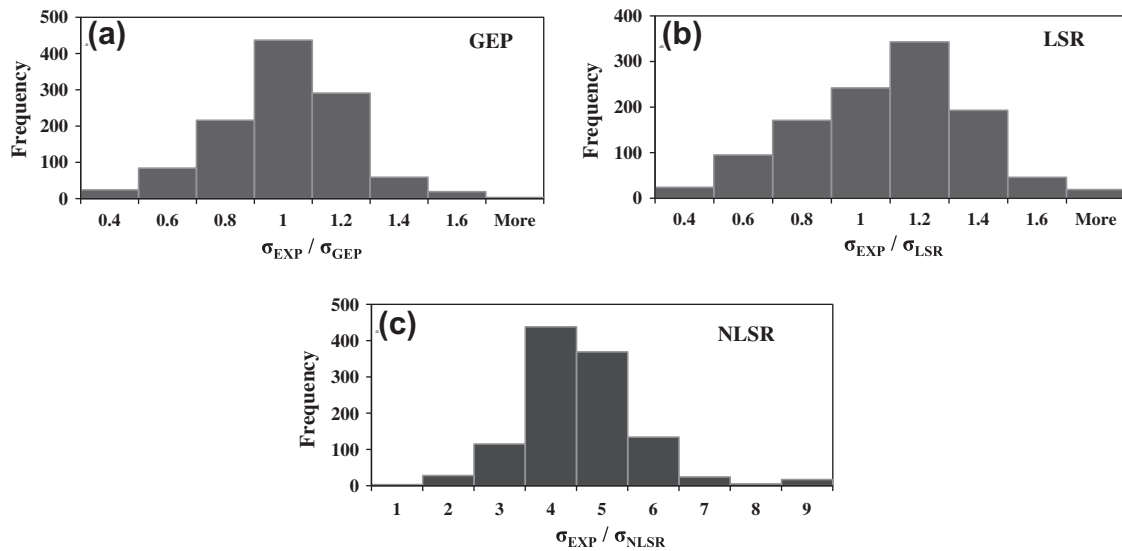 (a)
GEP
500
400
300
200
100
0
Frequency
0.4 0.6 0.8 1 1.2 1.4 1.6 More
σEXP / σGEP
(b)
LSR
400
300
200
100
0
Frequency
0.4 0.6 0.8 1 1.2 1.4 1.6 More
σEXP / σLSR
(c)
NLSR
500
400
300
200
100
0
Frequency
1 2 3 4 5 6 7 8 9
σEXP / σNLSR